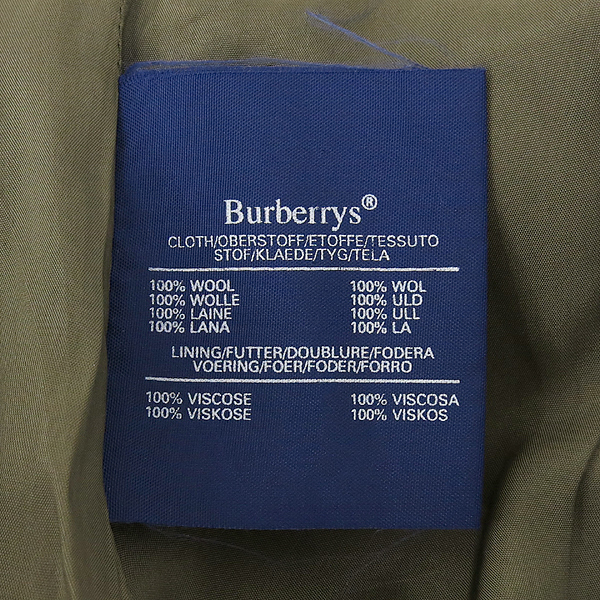 Burberrys®
CLOTH/OBERSTOFF/ETOFFE/TESSUTO
STOF/KLAEDE/TYG/TELA
100% WOOL 100% WOL
100% WOLLE 100% ULD
100% LAINE 100% ULL
100% LANA 100% LA
LINING/FUTTER/DOUBLURE/FODERA
VOERING/FOER/FODER/FORRO
100% VISCOSE 100% VISCOSA
100% VISKOSE 100% VISKOS